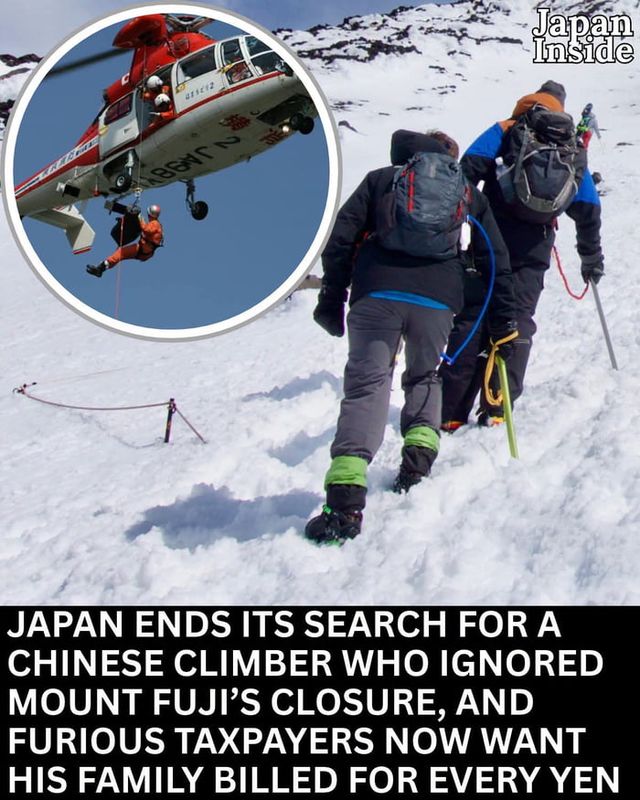 Japan
Inside
JAPAN ENDS ITS SEARCH FOR A
CHINESE CLIMBER WHO IGNORED
MOUNT FUJI'S CLOSURE, AND
FURIOUS TAXPAYERS NOW WANT
HIS FAMILY BILLED FOR EVERY YEN